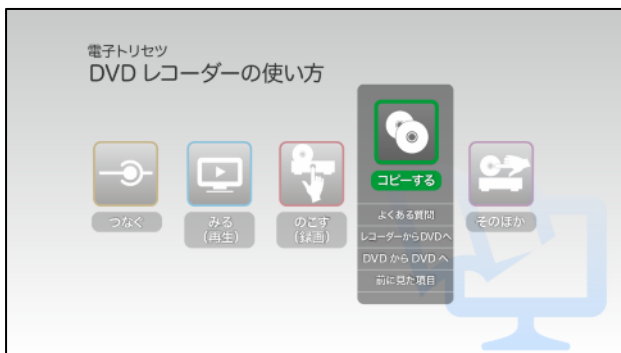 電子トリセツ
DVD レコーダーの使い方
つなぐ
みる
(再生)
のこす
(録画)
コピーする
よくある質問
レコーダーからDVDへ
DVD から DVD へ
前に見た項目
そのほか